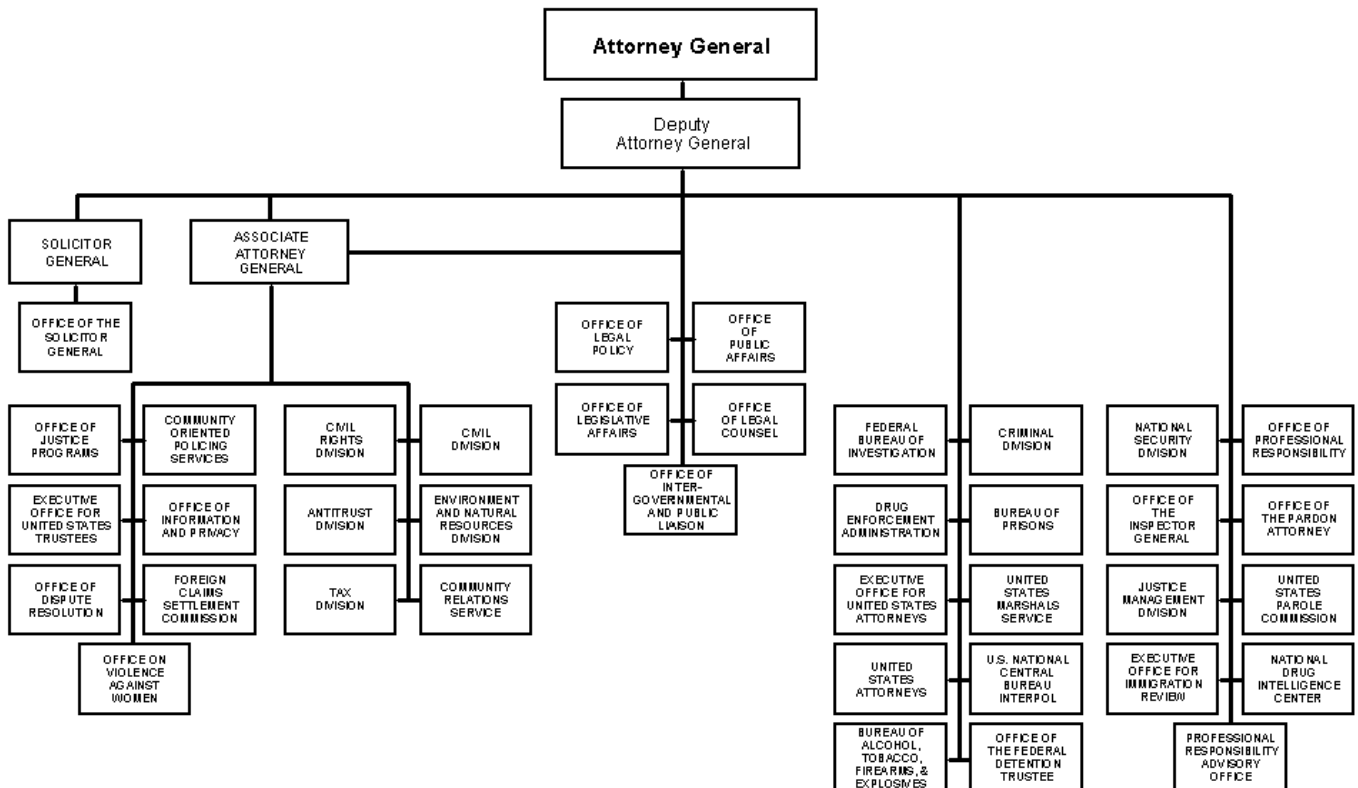 Attorney General
Deputy
Attorney General
SOLICITOR
GENERAL
ASSOCIATE
ATTORNEY
GENERAL
OFFICE OF THE
SOLICITOR
GENERAL
OFFICE OF
LEGAL
POLICY
OFFICE
OF
PUBLIC
AFFAIRS
OFFICE OF
LEGISLATIVE
AFFAIRS
OFFICE
OF LEGAL
COUNSEL
OFFICE OF
INTER-
GOVERNMENTAL
AND PUBLIC
LIAISON
OFFICE OF
JUSTICE
PROGRAMS
COMMUNITY
ORIENTED
POLICING
SERVICES
CIVIL
RIGHTS
DIVISION
CIVIL
DIVISION
FEDERAL
BUREAU OF
INVESTIGATION
CRIMINAL
DIVISION
NATIONAL
SECURITY
DIVISION
OFFICE OF
PROFESSIONAL
RESPONSIBILITY
EXECUTIVE
OFFICE FOR
UNITED STATES
TRUSTEES
OFFICE OF
INFORMATION
AND PRIVACY
ANTITRUST
DIVISION
ENVIRONMENT
AND NATURAL
RESOURCES
DIVISION
DRUG
ENFORCEMENT
ADMINISTRATION
BUREAU OF
PRISONS
OFFICE OF
THE
INSPECTOR
GENERAL
OFFICE OF
THE PARDON
ATTORNEY
OFFICE OF
DISPUTE
RESOLUTION
FOREIGN
CLAIMS
SETTLEMENT
COMMISSION
TAX
DIVISION
COMMUNITY
RELATIONS
SERVICE
EXECUTIVE
OFFICE FOR
UNITED STATES
ATTORNEYS
UNITED
STATES
MARSHALS
SERVICE
JUSTICE
MANAGEMENT
DIVISION
UNITED
STATES
PAROLE
COMMISSION
OFFICE ON
VIOLENCE
AGAINST
WOMEN
UNITED
STATES
ATTORNEYS
U.S. NATIONAL
CENTRAL
BUREAU
INTERPOL
EXECUTIVE
OFFICE FOR
IMMIGRATION
REVIEW
NATIONAL
DRUG
INTELLIGENCE
CENTER
BUREAU OF
ALCOHOL,
TOBACCO,
FIREARMS, &
EXPLOSIVES
OFFICE OF
THE FEDERAL
DETENTION
TRUSTEE
PROFESSIONAL
RESPONSIBILITY
ADVISORY
OFFICE